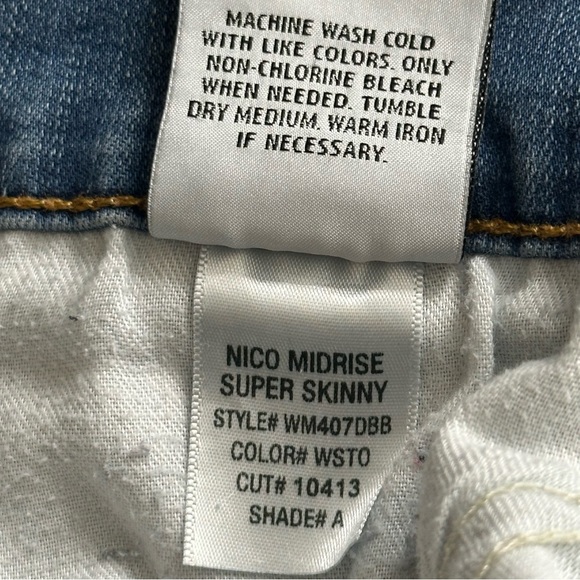 MACHINE WASH COLD
WITH LIKE COLORS. ONLY
NON-CHLORINE BLEACH
WHEN NEEDED. TUMBLE
DRY MEDIUM. WARM IRON
IF NECESSARY.
NICO MIDRISE
SUPER SKINNY
STYLE# WM407DBB
COLOR# WSTO
CUT# 10413
SHADE# A